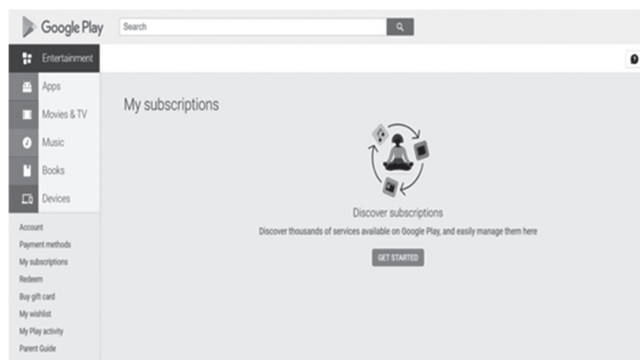 Google Play
Search
Entertainment
Apps
My subscriptions
Movies & TV
Music
Books
Devices
Discover subscriptions
Discover thousands of services available on Google Play, and easily manage them here
GET STARTED
Account
Payment methods
My subscriptions
Redeem
Buy gift card
My wishlist
My Play activity
Parent Guide